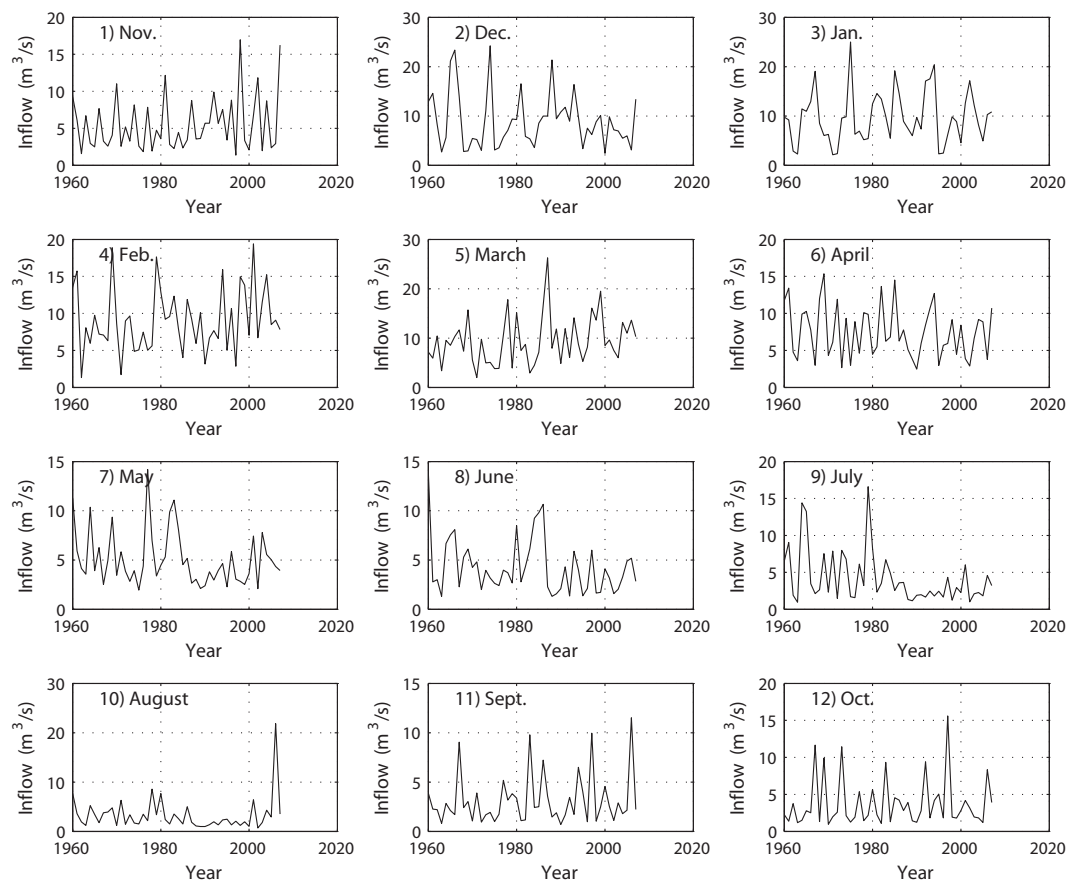 1) Nov.
20
15
10
5
0
Inflow (m³/s)
1960 1980 2000 2020
Year
2) Dec.
30
20
10
0
Inflow (m³/s)
1960 1980 2000 2020
Year
3) Jan.
30
20
10
0
Inflow (m³/s)
1960 1980 2000 2020
Year
4) Feb.
20
15
10
5
0
Inflow (m³/s)
1960 1980 2000 2020
Year
5) March
30
20
10
0
Inflow (m³/s)
1960 1980 2000 2020
Year
6) April
20
15
10
5
0
Inflow (m³/s)
1960 1980 2000 2020
Year
7) May
15
10
5
0
Inflow (m³/s)
1960 1980 2000 2020
Year
8) June
15
10
5
0
Inflow (m³/s)
1960 1980 2000 2020
Year
9) July
20
15
10
5
0
Inflow (m³/s)
1960 1980 2000 2020
Year
10) August
30
20
10
0
Inflow (m³/s)
1960 1980 2000 2020
Year
11) Sept.
15
10
5
0
Inflow (m³/s)
1960 1980 2000 2020
Year
12) Oct.
20
15
10
5
0
Inflow (m³/s)
1960 1980 2000 2020
Year